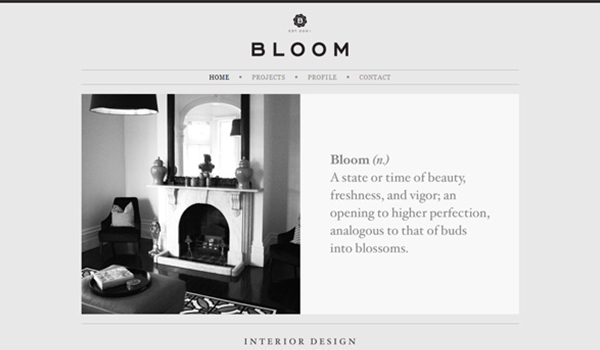 B
BLOOM
HOME • PROJECTS • PROFILE • CONTACT
Bloom (n.)
A state or time of beauty,
freshness, and vigor; an
opening to higher perfection,
analogous to that of buds
into blossoms.
INTERIOR DESIGN